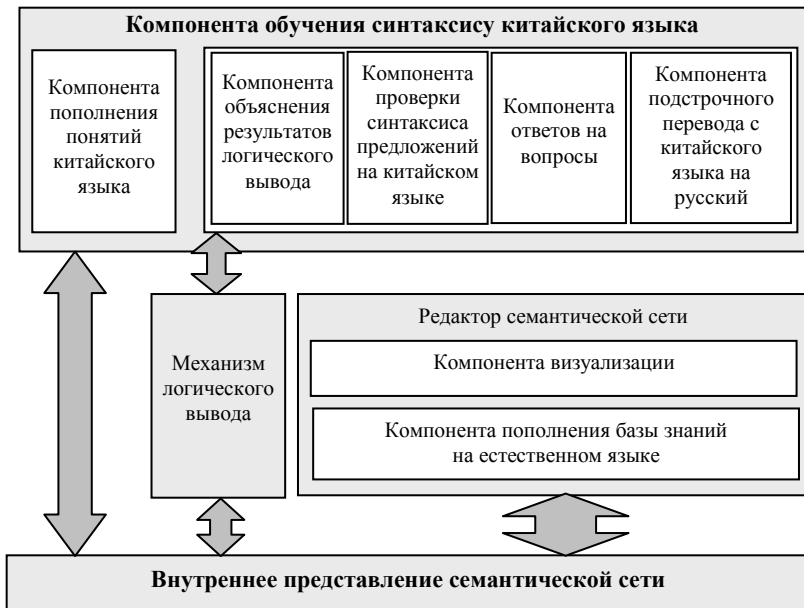 Компонента обучения синтаксису китайского языка
Компонента
пополнения
понятий
китайского
языка
Компонента
объяснения
результатов
логического
вывода
Компонента
проверки
синтаксиса
предложений
на китайском
языке
Компонента
ответов на
вопросы
Компонента
подстрочного
перевода с
китайского
языка на
русский
Механизм
логического
вывода
Редактор семантической сети
Компонента визуализации
Компонента пополнения базы знаний
на естественном языке
Внутреннее представление семантической сети